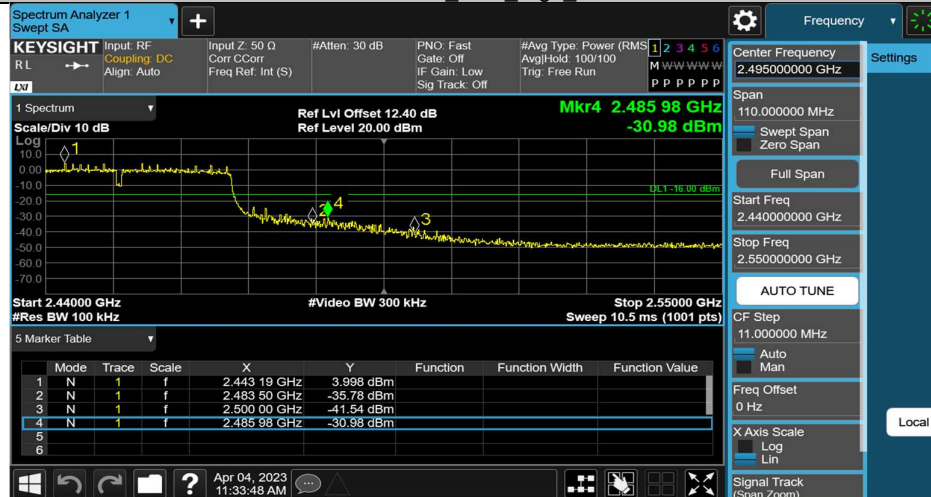 Spectrum Analyzer 1
Swept SA
Frequency
KEYSIGHT
RL
LXI
Input: RF
Coupling: DC
Align: Auto
Input Z: 50 Ω
Corr CCorr
Freq Ref: Int (S)
#Atten: 30 dB
PNO: Fast
Gate: Off
IF Gain: Low
Sig Track: Off
#Avg Type: Power (RMS
Avg|Hold: 100/100
Trig: Free Run
1 2 3 4 5 6
M W W W W W
P P P P P P
1 Spectrum
Scale/Div 10 dB
Log
Ref Lvl Offset 12.40 dB
Ref Level 20.00 dBm
Mkr4 2.485 98 GHz
-30.98 dBm
10.0
0.00
-10.0
-20.0
-30.0
-40.0
-50.0
-60.0
-70.0
1
2
4
3
DL1 -16.00 dBm
Start 2.44000 GHz
#Video BW 300 kHz
Stop 2.55000 GHz
#Res BW 100 kHz
Sweep 10.5 ms (1001 pts)
5 Marker Table
Mode Trace Scale X Y Function Function Width Function Value
1 N 1 f 2.443 19 GHz 3.998 dBm
2 N 1 f 2.483 50 GHz -35.78 dBm
3 N 1 f 2.500 00 GHz -41.54 dBm
4 N 1 f 2.485 98 GHz -30.98 dBm
5
6
Apr 04, 2023
11:33:48 AM
Center Frequency
2.495000000 GHz
Span
110.000000 MHz
Swept Span
Zero Span
Full Span
Start Freq
2.440000000 GHz
Stop Freq
2.550000000 GHz
AUTO TUNE
CF Step
11.000000 MHz
Auto
Man
Freq Offset
0 Hz
X Axis Scale
Log
Lin
Signal Track
(Span Zoom)
Settings
Local